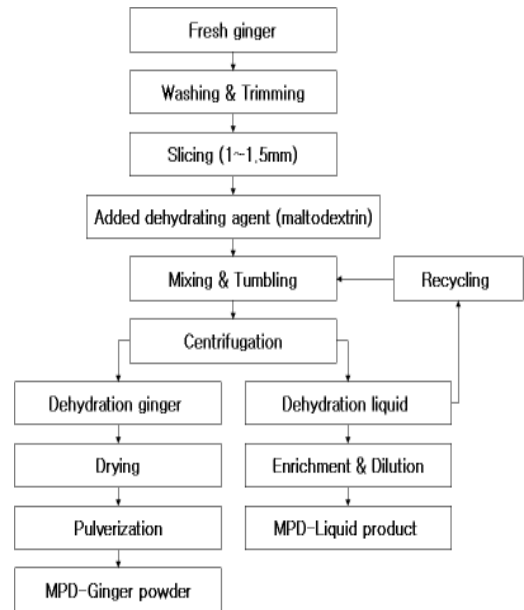 Fresh ginger
Washing & Trimming
Slicing (1~1.5mm)
Added dehydrating agent (maltodextrin)
Mixing & Tumbling
Recycling
Centrifugation
Dehydration ginger
Dehydration liquid
Drying
Enrichment & Dilution
Pulverization
MPD-Liquid product
MPD-Ginger powder